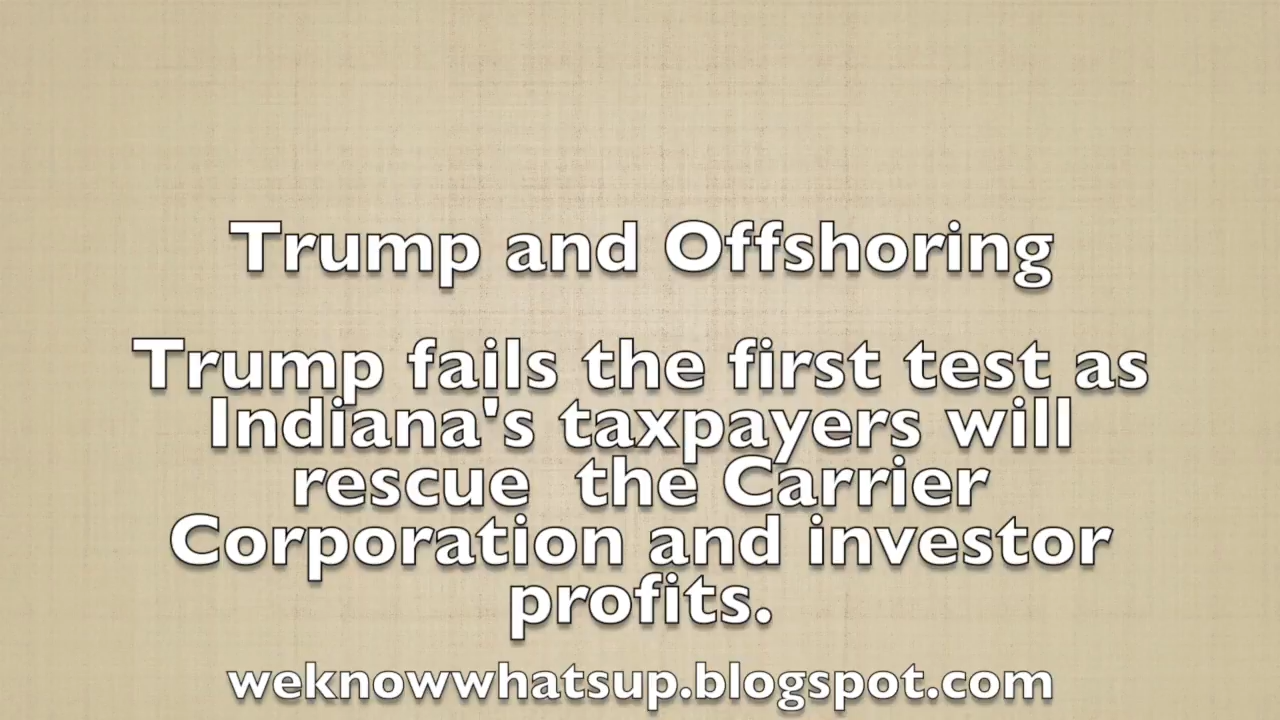 Trump and Offshoring
Trump fails the first test as
Indiana's taxpayers will
rescue  the Carrier
Corporation and investor
profits.
weknowwhatsup.blogspot.com